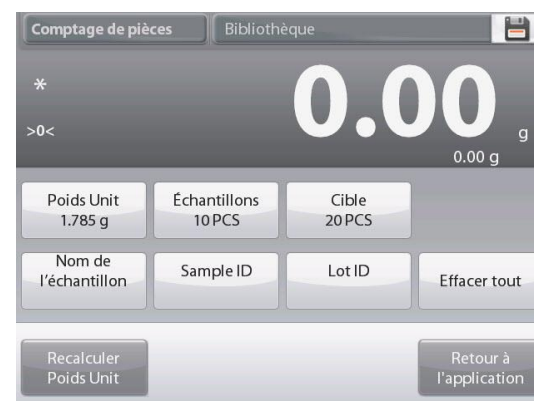 Comptage de pièces
Bibliothèque
*
0.00 g
>0<
0.00 g
Poids Unit
1.785 g
Échantillons
10 PCS
Cible
20 PCS
Nom de
l'échantillon
Sample ID
Lot ID
Effacer tout
Recalculer
Poids Unit
Retour à
l'application